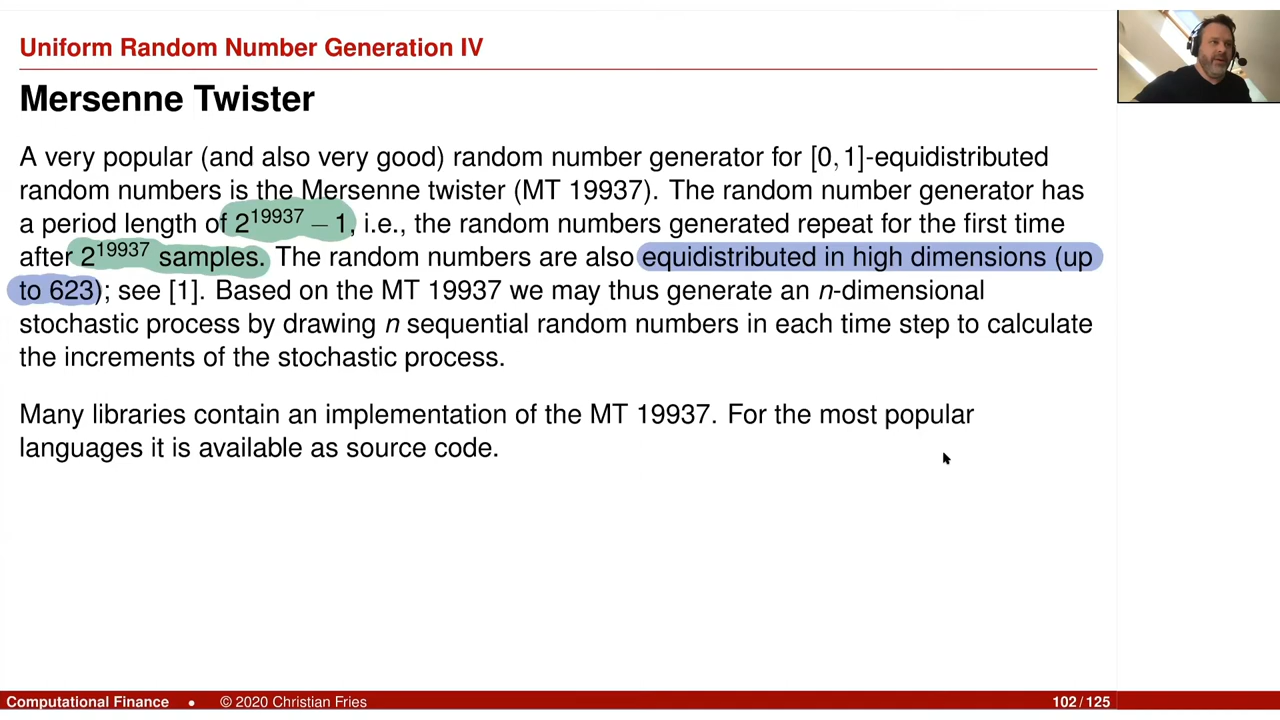 Uniform Random Number Generation IV
Mersenne Twister
A very popular (and also very good) random number generator for [0, 1]-equidistributed
random numbers is the Mersenne twister (MT 19937). The random number generator has
a period length of 2^19937 − 1, i.e., the random numbers generated repeat for the first time
after 2^19937 samples. The random numbers are also equidistributed in high dimensions (up
to 623); see [1]. Based on the MT 19937 we may thus generate an n-dimensional
stochastic process by drawing n sequential random numbers in each time step to calculate
the increments of the stochastic process.
Many libraries contain an implementation of the MT 19937. For the most popular
languages it is available as source code.
Computational Finance • © 2020 Christian Fries 102 / 125